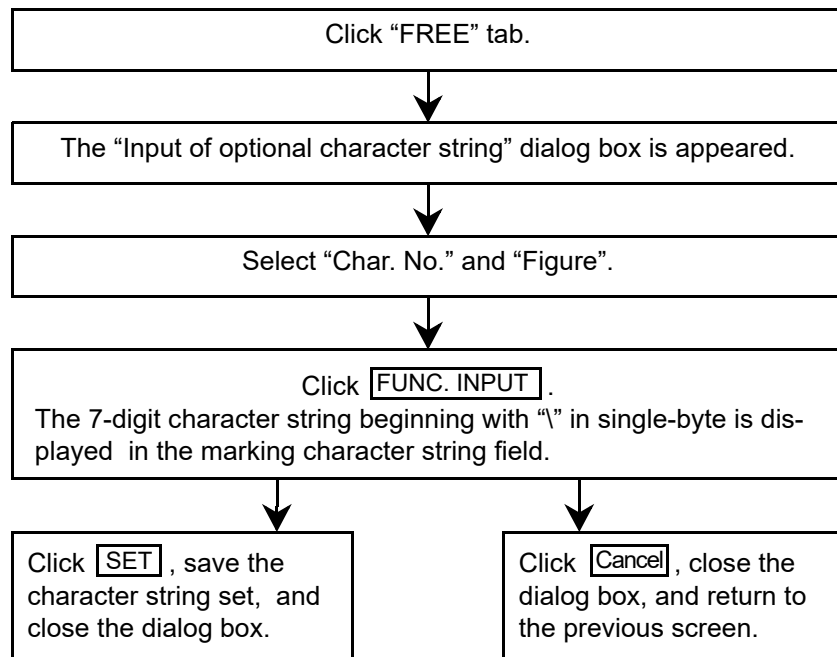 Click “FREE” tab.
The “Input of optional character string” dialog box is appeared.
Select “Char. No.” and “Figure”.
Click FUNC. INPUT .
The 7-digit character string beginning with “\” in single-byte is dis-
played in the marking character string field.
Click SET , save the
character string set, and
close the dialog box.
Click Cancel , close the
dialog box, and return to
the previous screen.